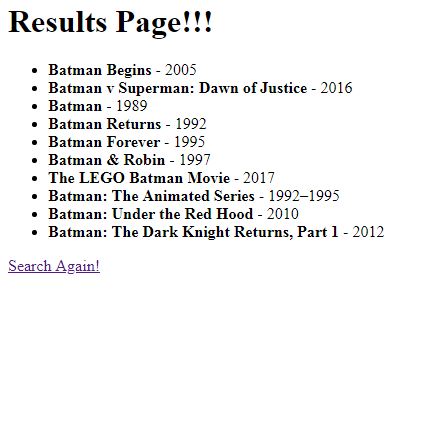 Results Page!!!
Batman Begins - 2005
Batman v Superman: Dawn of Justice - 2016
Batman - 1989
Batman Returns - 1992
Batman Forever - 1995
Batman & Robin - 1997
The LEGO Batman Movie - 2017
Batman: The Animated Series - 1992–1995
Batman: Under the Red Hood - 2010
Batman: The Dark Knight Returns, Part 1 - 2012
Search Again!